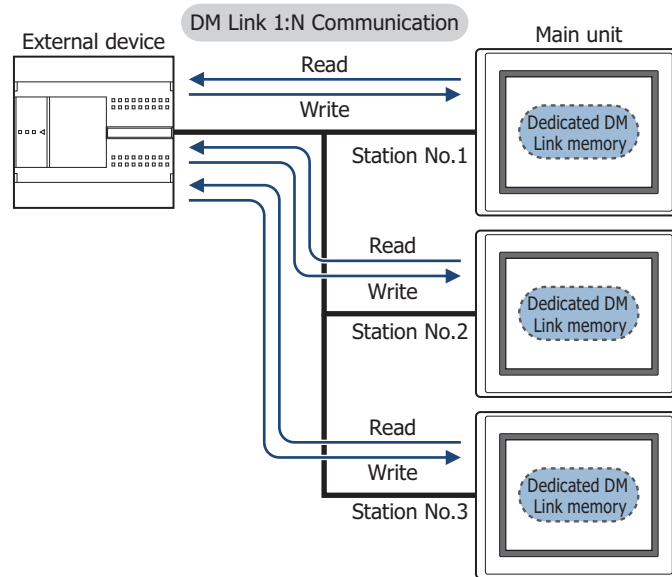 DM Link 1:N Communication
External device
Main unit
Read
Write
Dedicated DM
Link memory
Station No.1
Read
Write
Dedicated DM
Link memory
Station No.2
Read
Write
Dedicated DM
Link memory
Station No.3